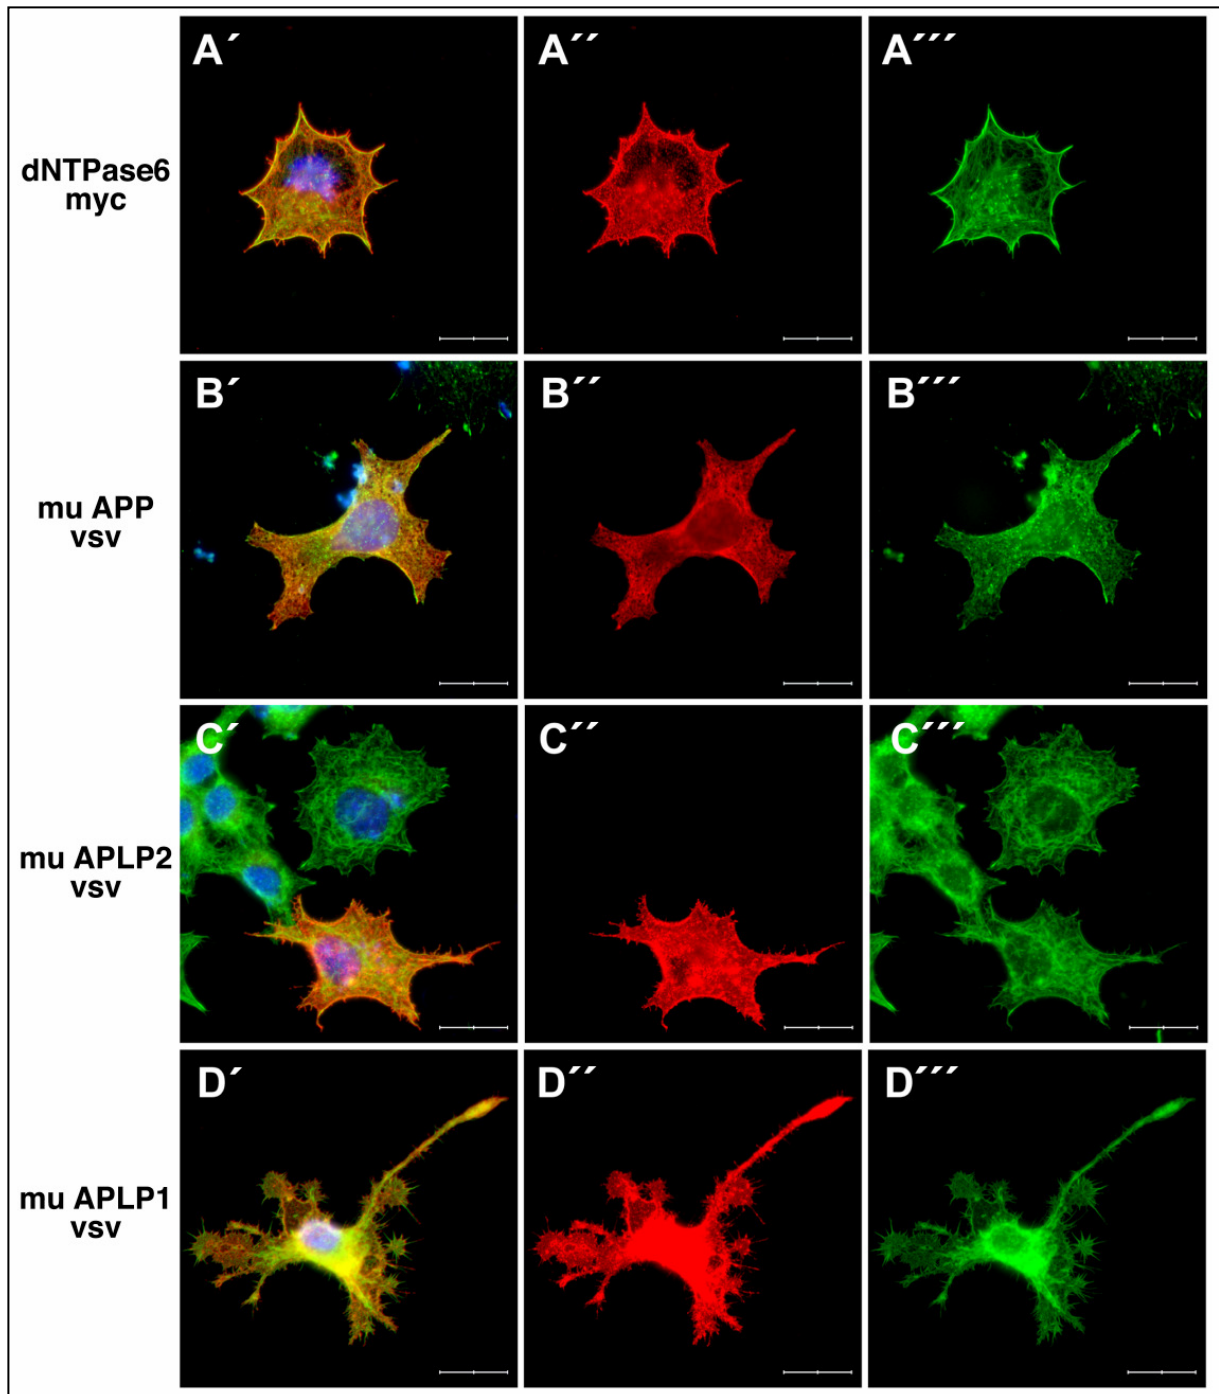 A´ A´´ A´´´
dNTPase6
myc
B´ B´´ B´´´
mu APP
vsv
C´ C´´ C´´´
mu APLP2
vsv
D´ D´´ D´´´
mu APLP1
vsv